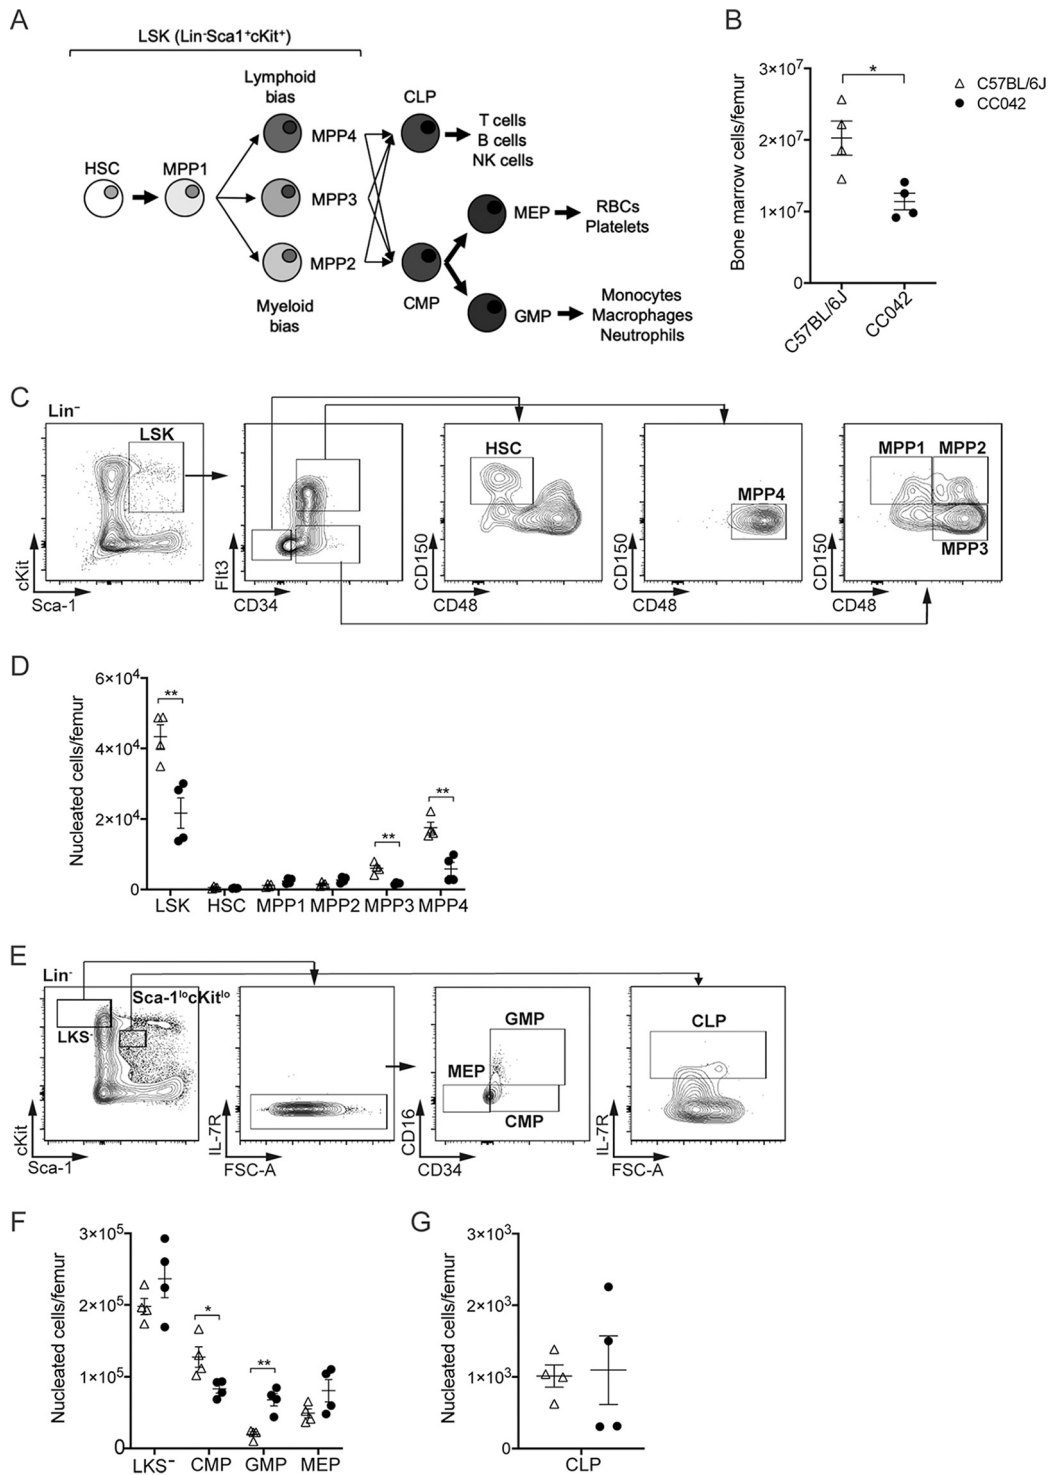 A
LSK (Lin⁻Sca1⁺cKit⁺)
Lymphoid
bias
HSC
MPP1
MPP4
MPP3
MPP2
Myeloid
bias
CLP
CMP
T cells
B cells
NK cells
MEP
RBCs
Platelets
GMP
Monocytes
Macrophages
Neutrophils
B
Bone marrow cells/femur
3×10⁷
2×10⁷
1×10⁷
0
*
C57BL/6J
CC042
C57BL/6J
CC042
C
Lin⁻
LSK
cKit
Sca-1
Flt3
CD34
HSC
CD150
CD48
MPP4
CD150
CD48
MPP1
MPP2
MPP3
CD150
CD48
D
Nucleated cells/femur
6×10⁴
4×10⁴
2×10⁴
0
**
**
**
LSK
HSC
MPP1
MPP2
MPP3
MPP4
E
Lin⁻
Sca-1ˡᵒcKitˡᵒ
LKS⁻
cKit
Sca-1
IL-7R
FSC-A
GMP
MEP
CMP
CD16
CD34
CLP
IL-7R
FSC-A
F
Nucleated cells/femur
3×10⁵
2×10⁵
1×10⁵
0
*
**
LKS⁻
CMP
GMP
MEP
G
Nucleated cells/femur
3×10³
2×10³
1×10³
0
CLP